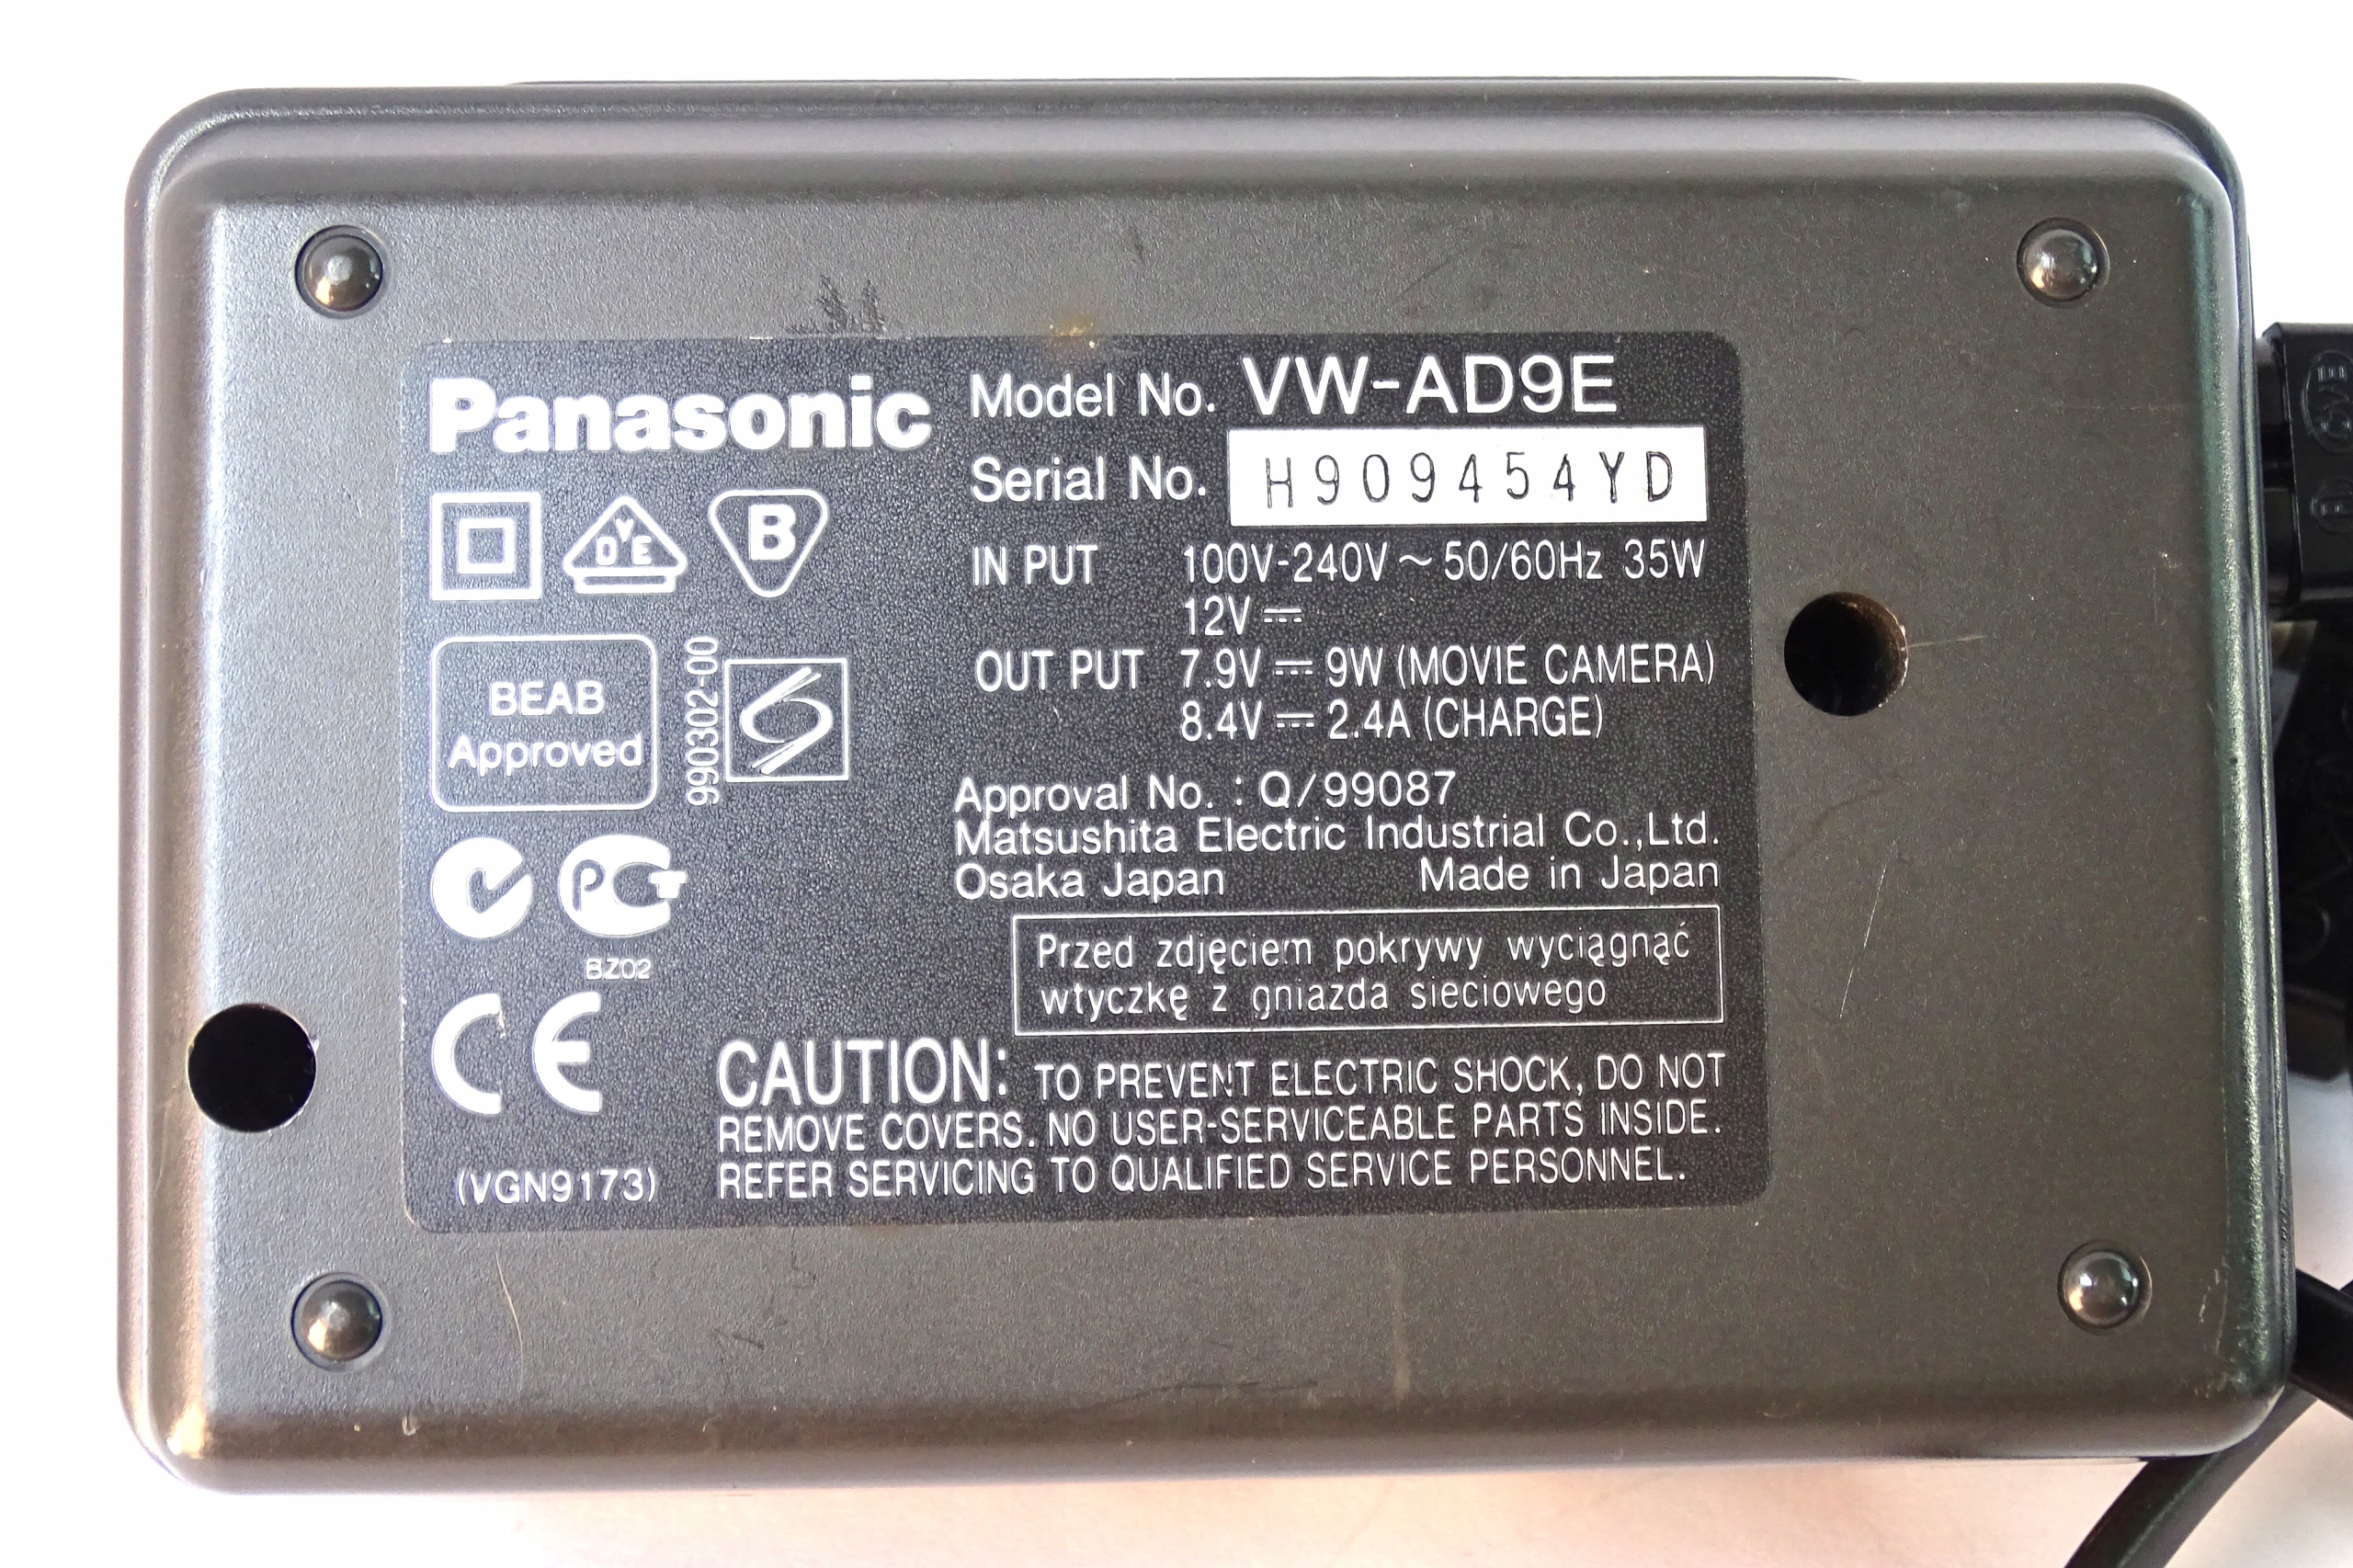 Panasonic
Model No. VW-AD9E
Serial No. H909454YD
IN PUT 100V-240V ~ 50/60Hz 35W
12V ⎓
OUT PUT 7.9V ⎓ 9W (MOVIE CAMERA)
8.4V ⎓ 2.4A (CHARGE)
VDE
B
BEAB
Approved
9903302-00
S
Approval No. : Q/99087
Matsushita Electric Industrial Co.,Ltd.
Osaka Japan Made in Japan
PCT
BZ02
CE
Przed zdjęciem pokrywy wyciągnąć
wtyczkę z gniazda sieciowego
CAUTION: TO PREVENT ELECTRIC SHOCK, DO NOT
REMOVE COVERS. NO USER-SERVICEABLE PARTS INSIDE.
REFER SERVICING TO QUALIFIED SERVICE PERSONNEL.
(VGN9173)